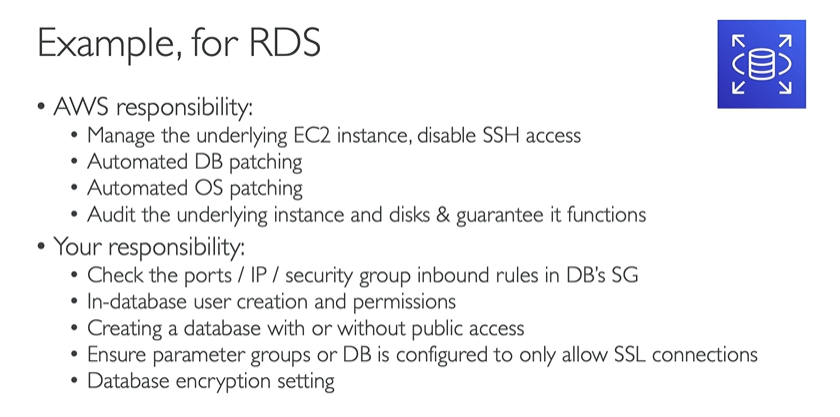 Example, for RDS
• AWS responsibility:
• Manage the underlying EC2 instance, disable SSH access
• Automated DB patching
• Automated OS patching
• Audit the underlying instance and disks & guarantee it functions
• Your responsibility:
• Check the ports / IP / security group inbound rules in DB's SG
• In-database user creation and permissions
• Creating a database with or without public access
• Ensure parameter groups or DB is configured to only allow SSL connections
• Database encryption setting